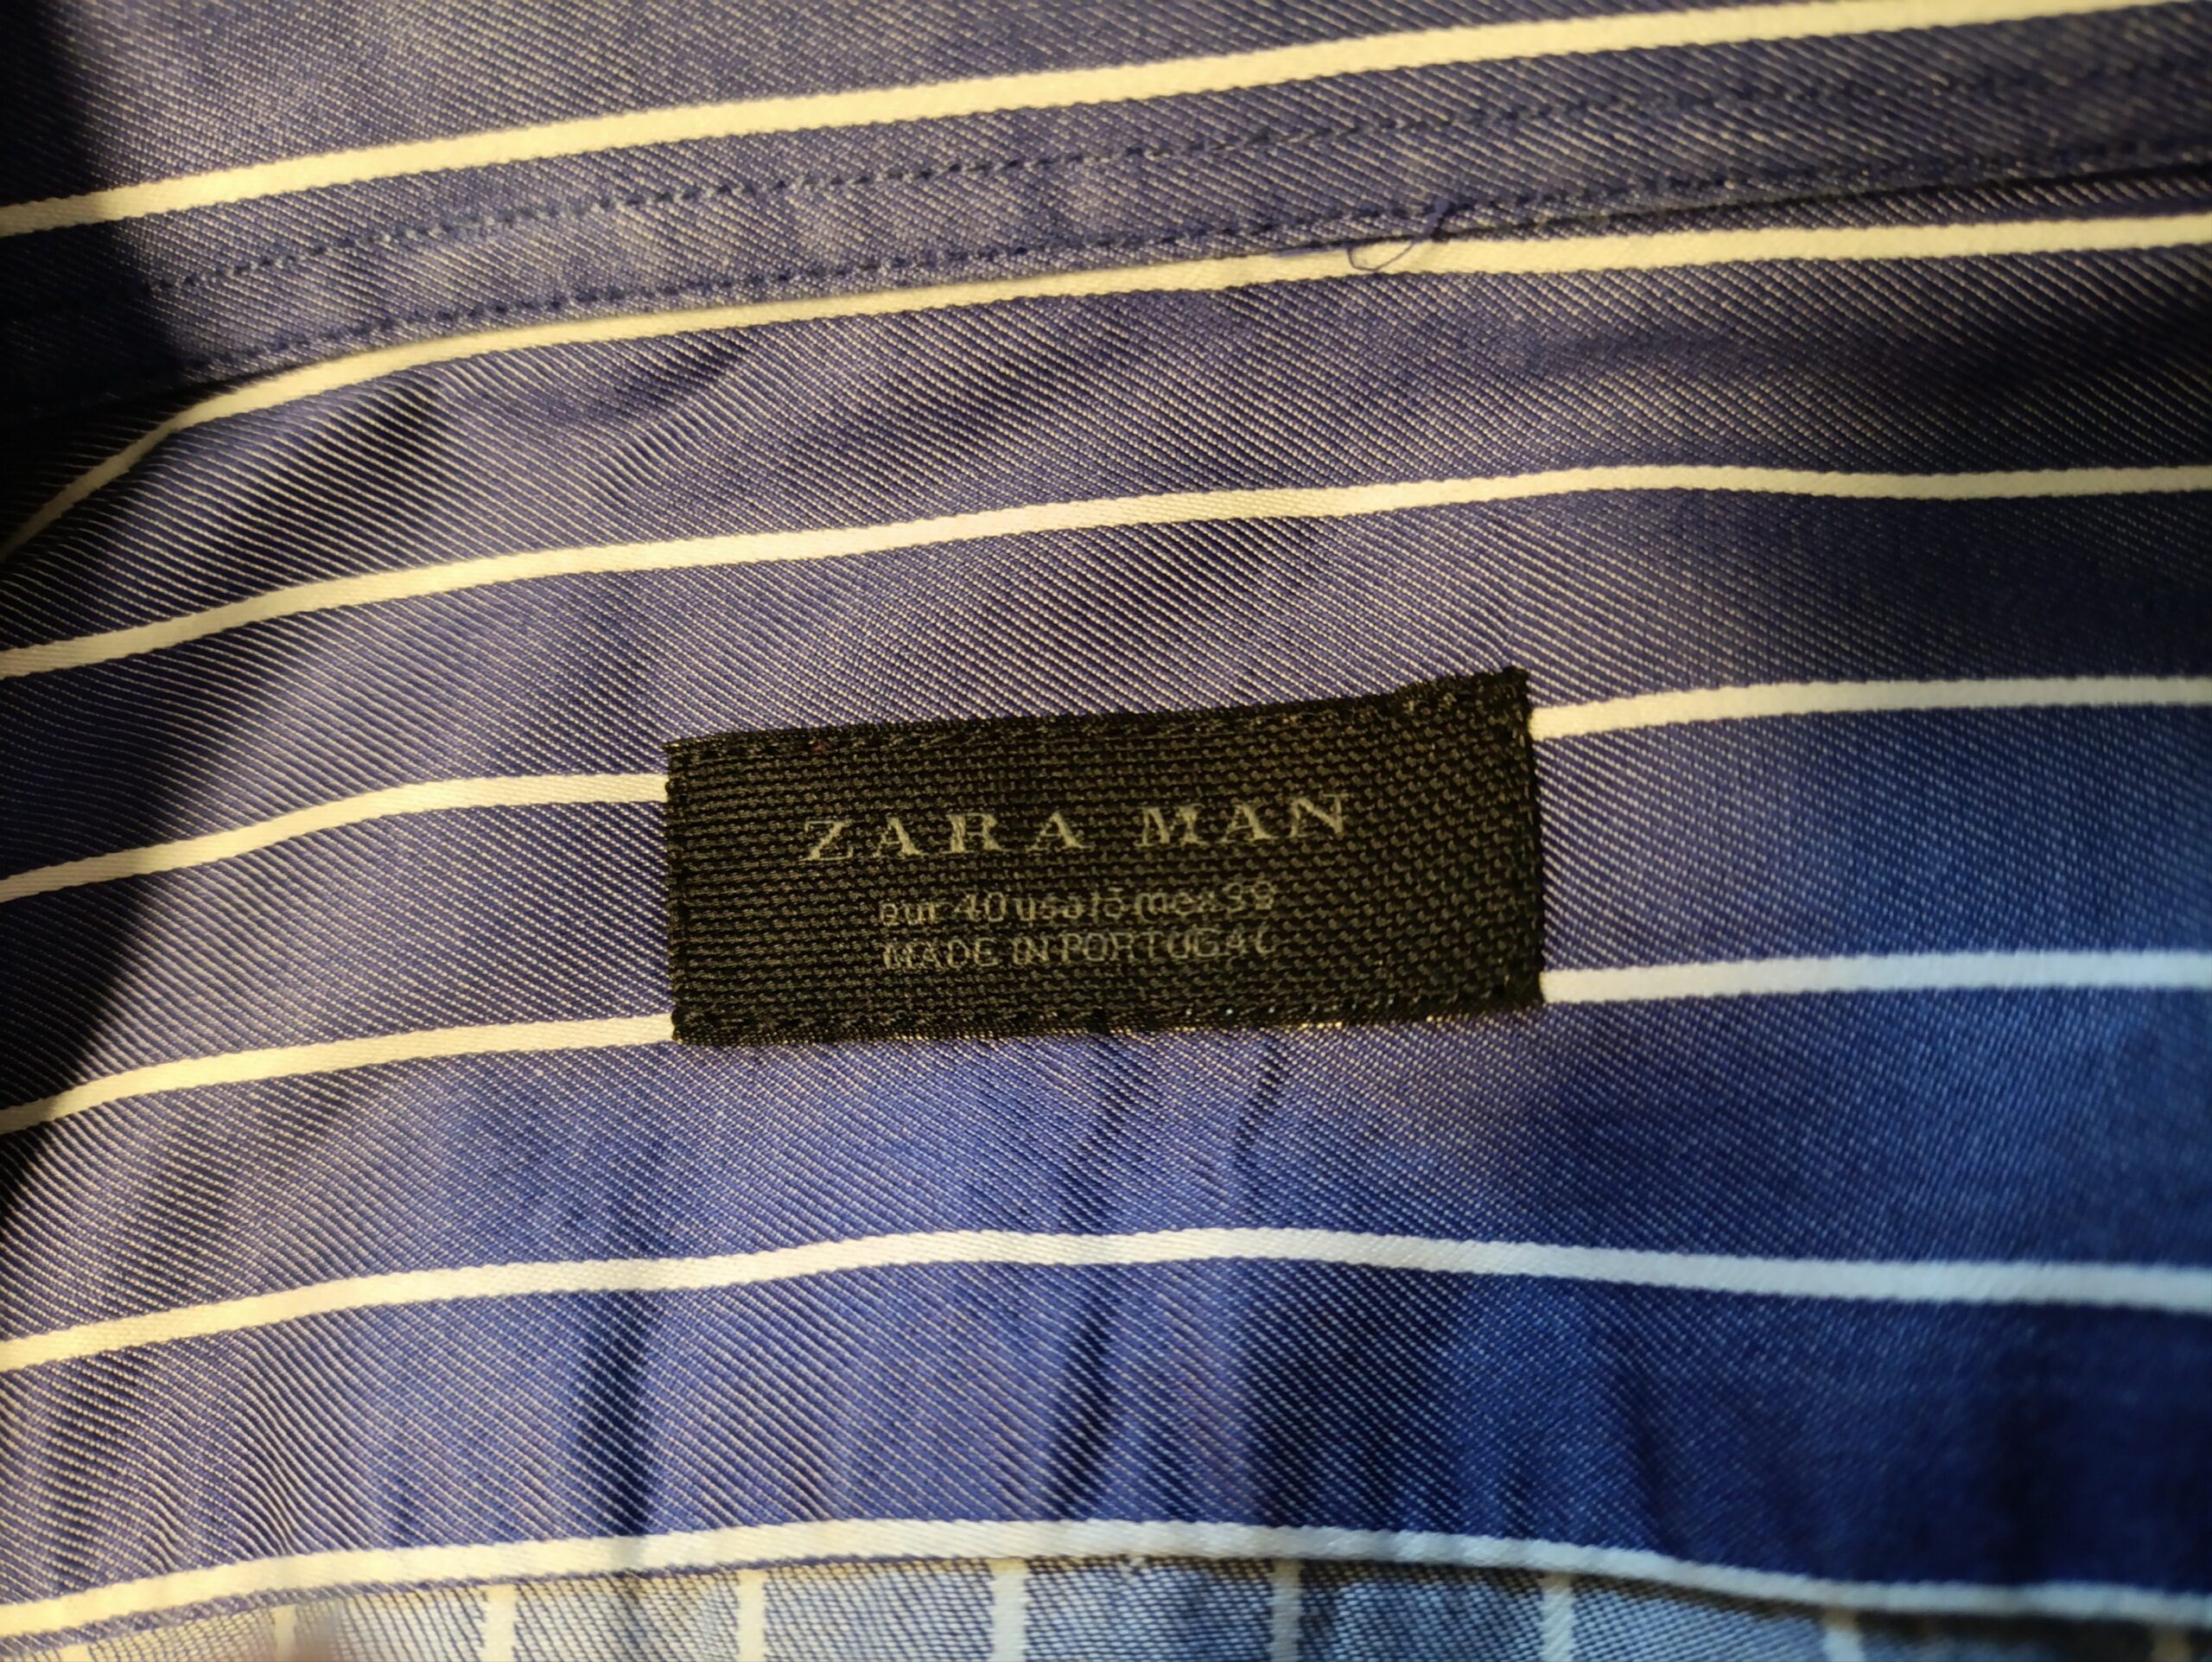 ZARA MAN
eur 40 usa 15 mex 39
MADE IN PORTUGAL